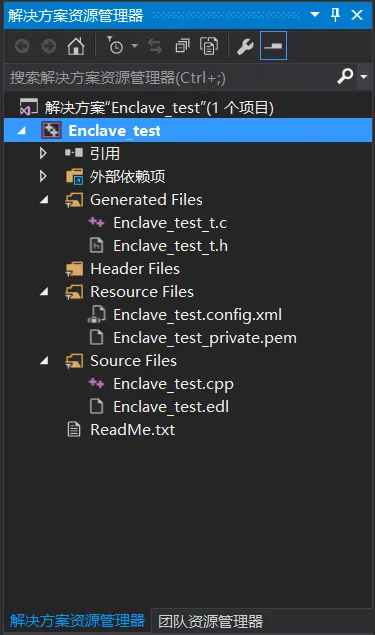 解决方案资源管理器
搜索解决方案资源管理器(Ctrl+;)
解决方案"Enclave_test"(1 个项目)
Enclave_test
引用
外部依赖项
Generated Files
Enclave_test_t.c
Enclave_test_t.h
Header Files
Resource Files
Enclave_test.config.xml
Enclave_test_private.pem
Source Files
Enclave_test.cpp
Enclave_test.edl
ReadMe.txt
解决方案资源管理器 团队资源管理器